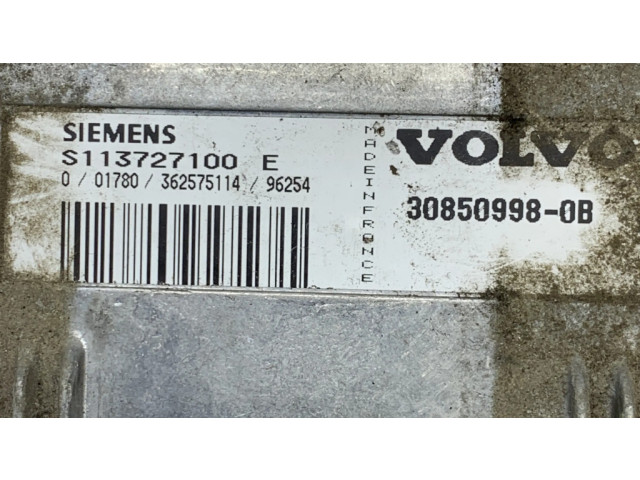 SIEMENS
S113727100 E
0 / 01780 / 362575114 / 96254
MADE IN FRANCE
VOLVO
30850998-0B